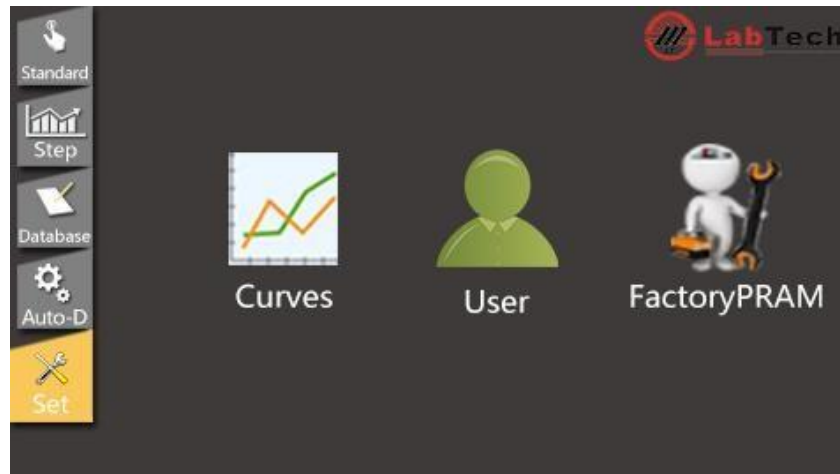 Standard
Step
Database
Auto-D
Set
LabTech
Curves
User
FactoryPRAM